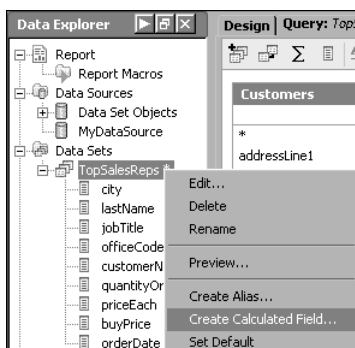 Data Explorer
Report
Report Macros
Data Sources
Data Set Objects
MyDataSource
Data Sets
TopSalesReps *
city
lastName
jobTitle
officeCode
customerN
quantityOr
priceEach
buyPrice
orderDate
Design Query: Top
Customers
*
addressLine1
Edit...
Delete
Rename
Preview...
Create Alias...
Create Calculated Field...
Set Default